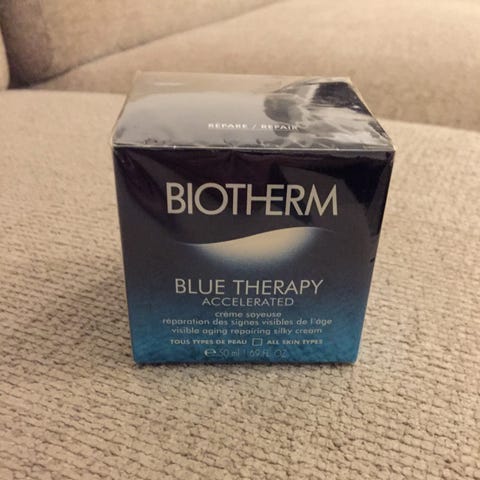 RÉPARE / REPAIR
BIOTHERM
BLUE THERAPY
ACCELERATED
crème soyeuse
réparation des signes visibles de l'âge
visible aging repairing silky cream
TOUS TYPES DE PEAU ALL SKIN TYPES
℮ 50 ml 1.69 FL. OZ.